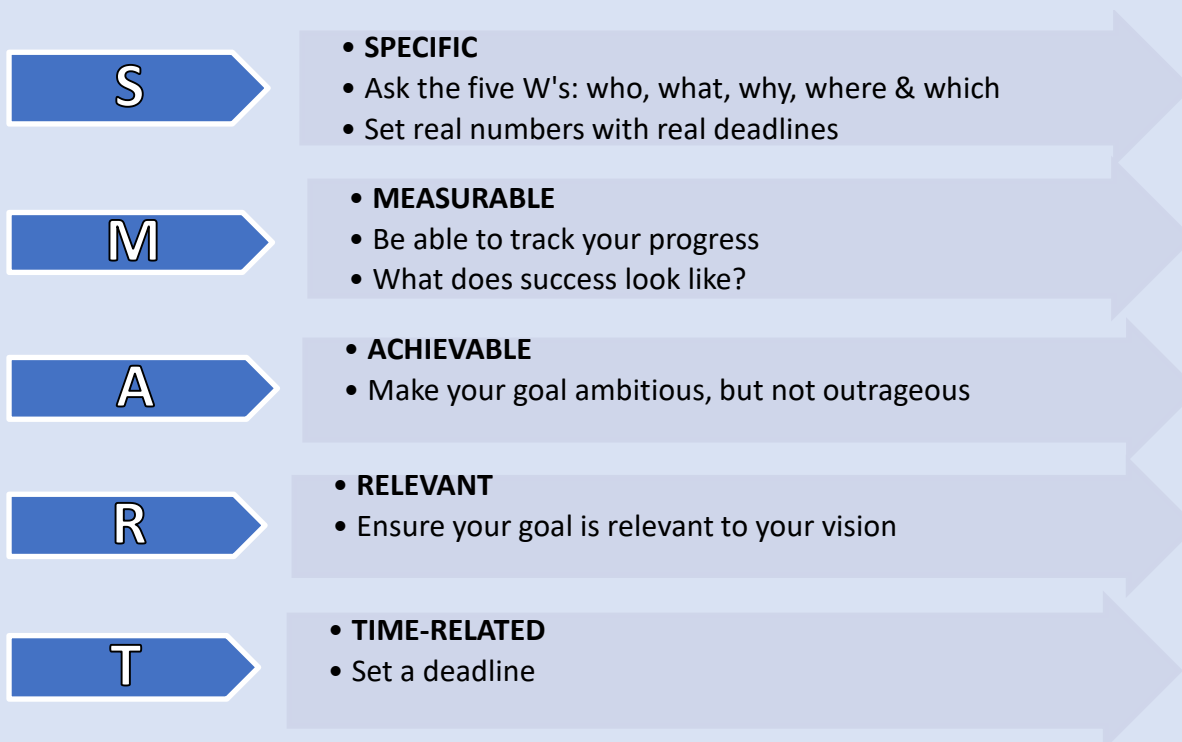 S
• SPECIFIC
• Ask the five W's: who, what, why, where & which
• Set real numbers with real deadlines
M
• MEASURABLE
• Be able to track your progress
• What does success look like?
A
• ACHIEVABLE
• Make your goal ambitious, but not outrageous
R
• RELEVANT
• Ensure your goal is relevant to your vision
T
• TIME-RELATED
• Set a deadline